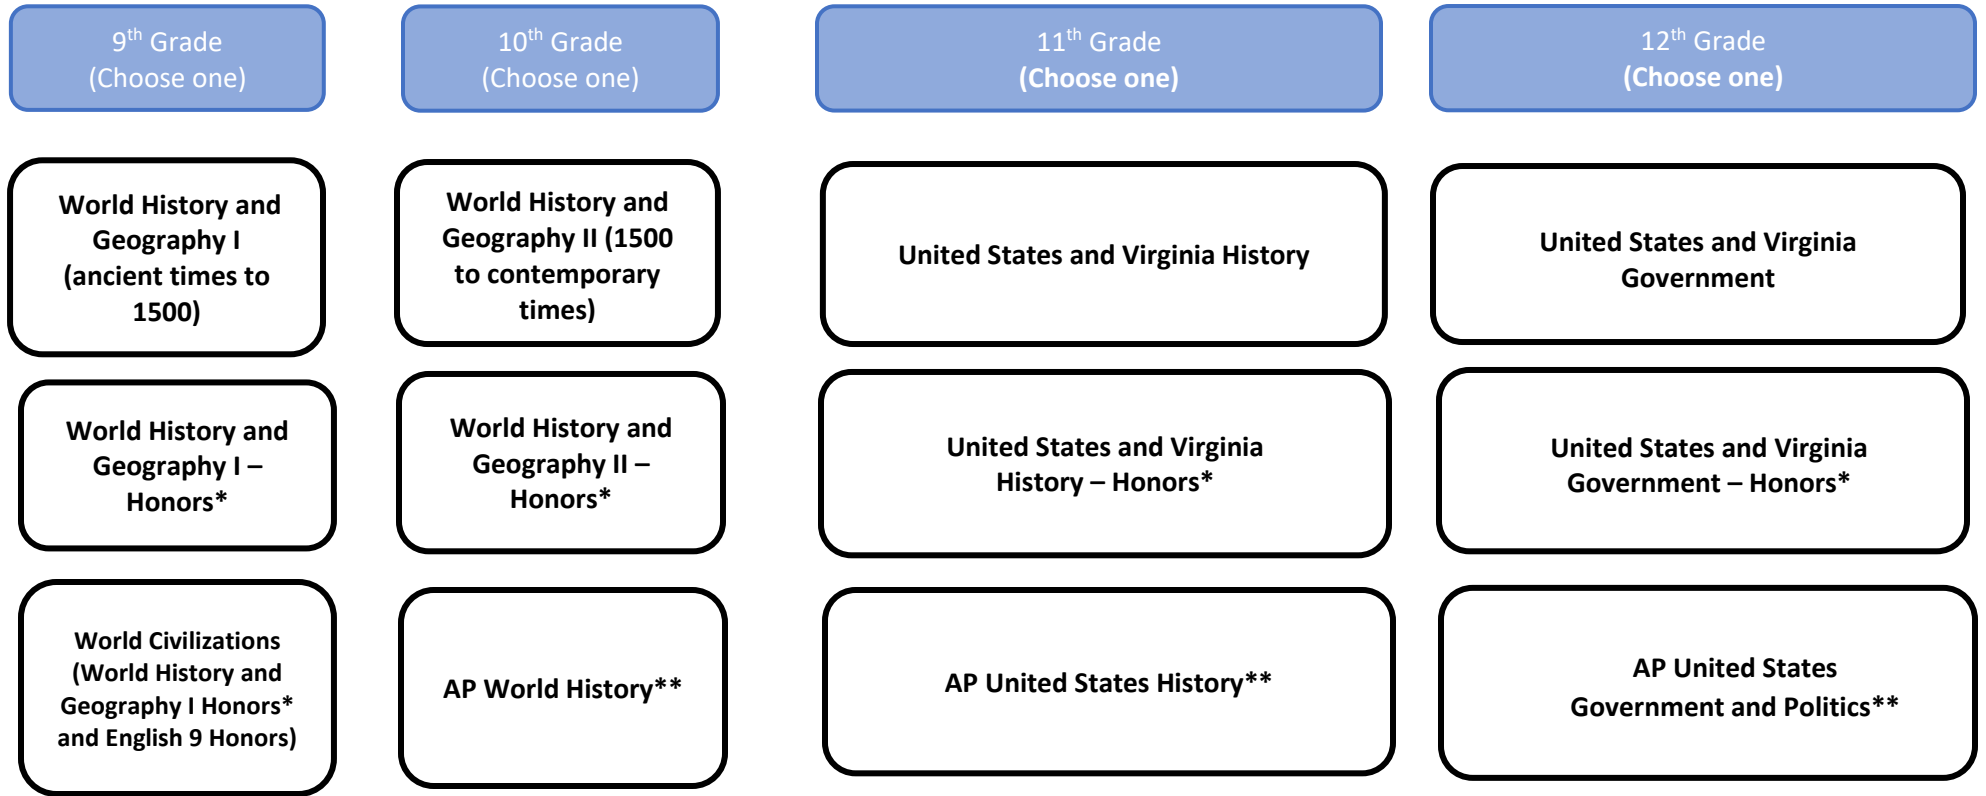 9th Grade
(Choose one)
10th Grade
(Choose one)
11th Grade
(Choose one)
12th Grade
(Choose one)
World History and
Geography I
(ancient times to
1500)
World History and
Geography II (1500
to contemporary
times)
United States and Virginia History
United States and Virginia
Government
World History and
Geography I –
Honors*
World History and
Geography II –
Honors*
United States and Virginia
History – Honors*
United States and Virginia
Government – Honors*
World Civilizations
(World History and
Geography I Honors*
and English 9 Honors)
AP World History**
AP United States History**
AP United States
Government and Politics**